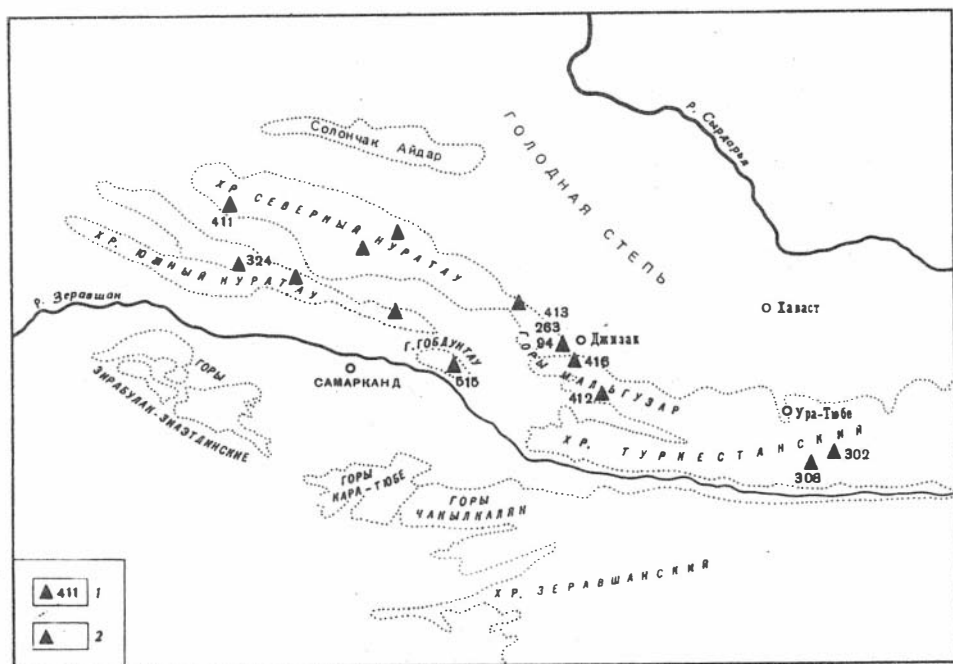 р. Сырдарья
ГОЛОДНАЯ СТЕПЬ
Солончак Айдар
ХР. СЕВЕРНЫЙ НУРАТАУ
411
ХР. ЮЖНЫЙ НУРАТАУ
324
р. Зеравшан
413
263
94
Джизак
Хаваст
416
ГОРЫ МАЛЬГУЗАР
Г. ГОБДУНТАУ
515
САМАРКАНД
412
ГОРЫ
ЗИРАБУЛАК-ЗИАЭТДИНСКИЕ
Ура-Тюбе
ХР. ТУРКЕСТАНСКИЙ
302
308
ГОРЫ
КАРА-ТЮБЕ
ГОРЫ
ЧАКЫЛКАЛЯН
ХР. ЗЕРАВШАНСКИЙ
411 1
2